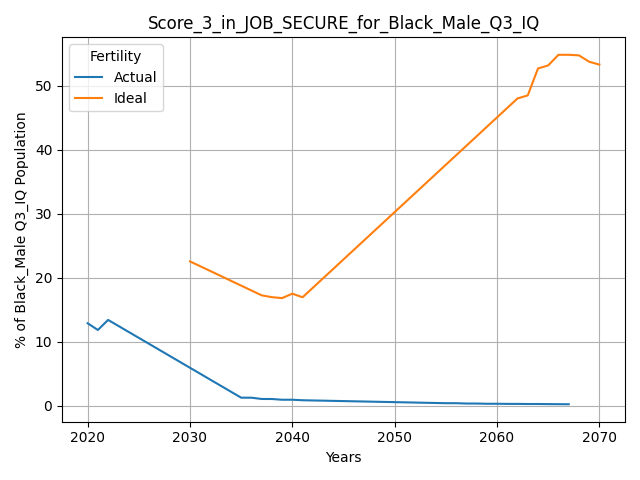 Score_3_in_JOB_SECURE_for_Black_Male_Q3_IQ
Fertility
Actual
Ideal
% of Black_Male Q3_IQ Population
50
40
30
20
10
0
2020 2030 2040 2050 2060 2070
Years